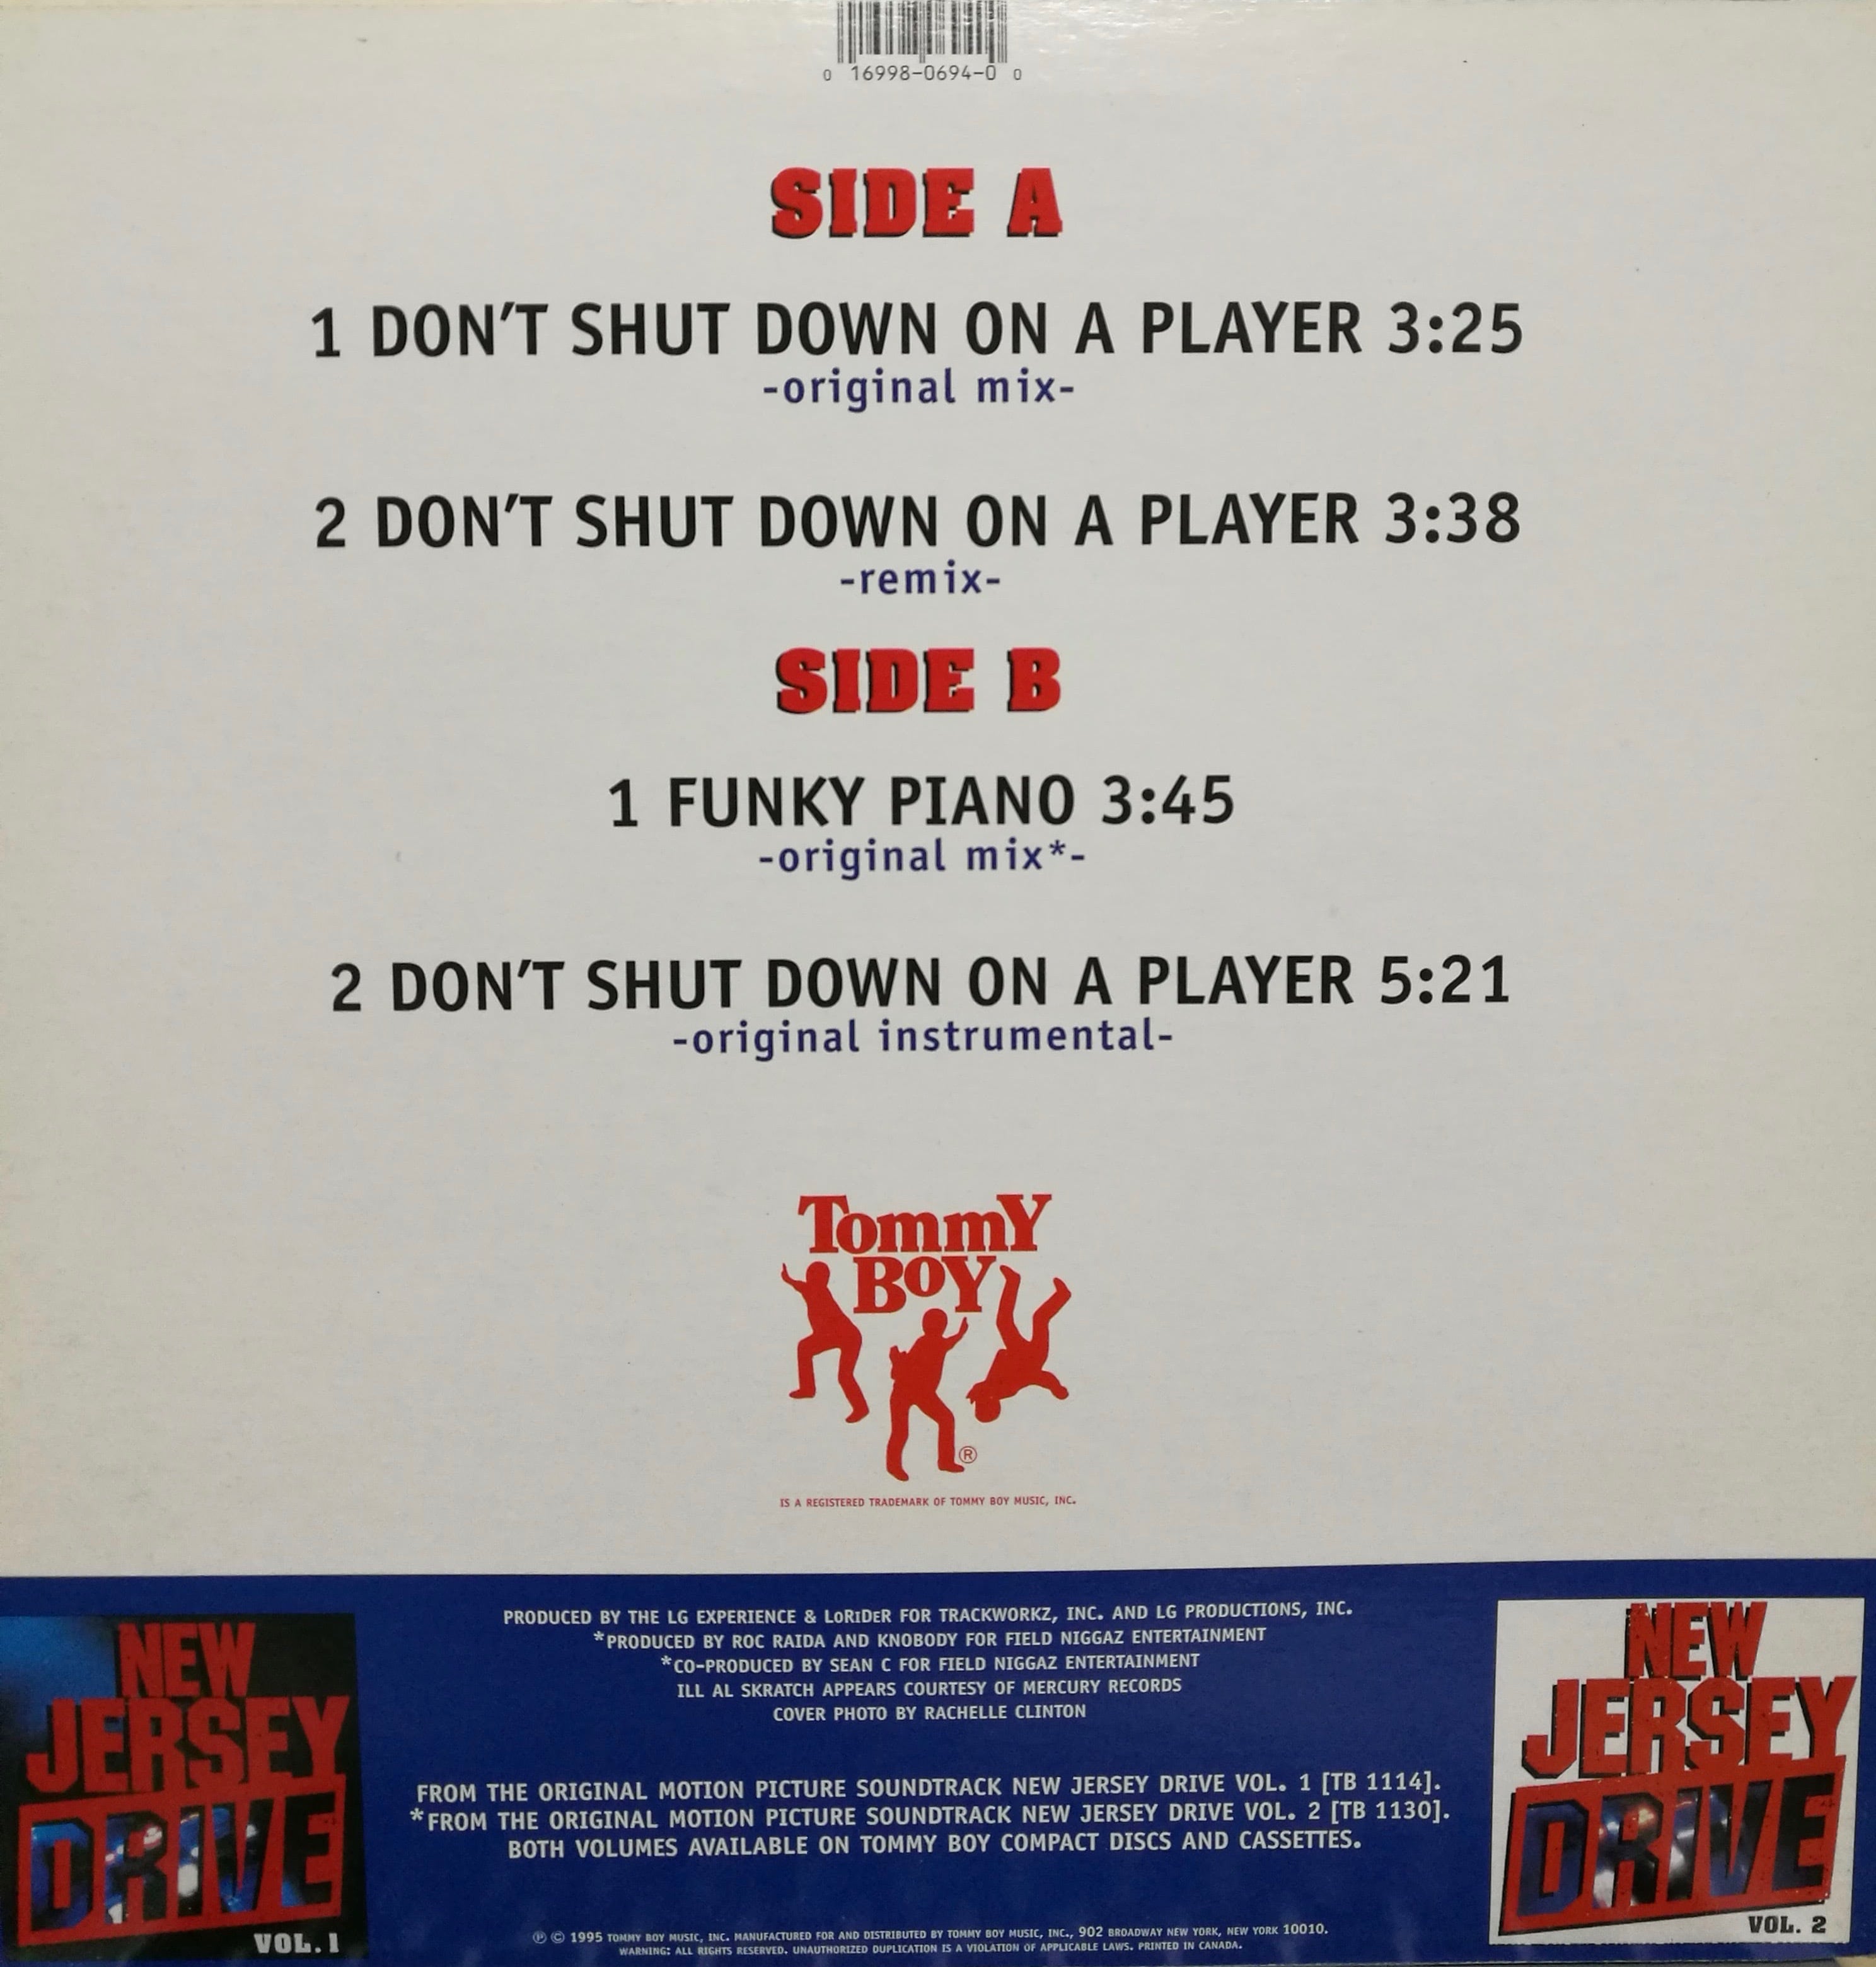 0 16998-0694-0 0
SIDE A
1 DON'T SHUT DOWN ON A PLAYER 3:25
-original mix-
2 DON'T SHUT DOWN ON A PLAYER 3:38
-remix-
SIDE B
1 FUNKY PIANO 3:45
-original mix*-
2 DON'T SHUT DOWN ON A PLAYER 5:21
-original instrumental-
TommY
BoY
®
IS A REGISTERED TRADEMARK OF TOMMY BOY MUSIC, INC.
NEW
JERSEY
DRIVE
VOL. 1
PRODUCED BY THE LG EXPERIENCE & LoRiDeR FOR TRACKWORKZ, INC. AND LG PRODUCTIONS, INC.
*PRODUCED BY ROC RAIDA AND KNOBODY FOR FIELD NIGGAZ ENTERTAINMENT
*CO-PRODUCED BY SEAN C FOR FIELD NIGGAZ ENTERTAINMENT
ILL AL SKRATCH APPEARS COURTESY OF MERCURY RECORDS
COVER PHOTO BY RACHELLE CLINTON
FROM THE ORIGINAL MOTION PICTURE SOUNDTRACK NEW JERSEY DRIVE VOL. 1 [TB 1114].
*FROM THE ORIGINAL MOTION PICTURE SOUNDTRACK NEW JERSEY DRIVE VOL. 2 [TB 1130].
BOTH VOLUMES AVAILABLE ON TOMMY BOY COMPACT DISCS AND CASSETTES.
℗ © 1995 TOMMY BOY MUSIC, INC. MANUFACTURED FOR AND DISTRIBUTED BY TOMMY BOY MUSIC, INC., 902 BROADWAY NEW YORK, NEW YORK 10010.
WARNING: ALL RIGHTS RESERVED. UNAUTHORIZED DUPLICATION IS A VIOLATION OF APPLICABLE LAWS. PRINTED IN CANADA.
NEW
JERSEY
DRIVE
VOL. 2